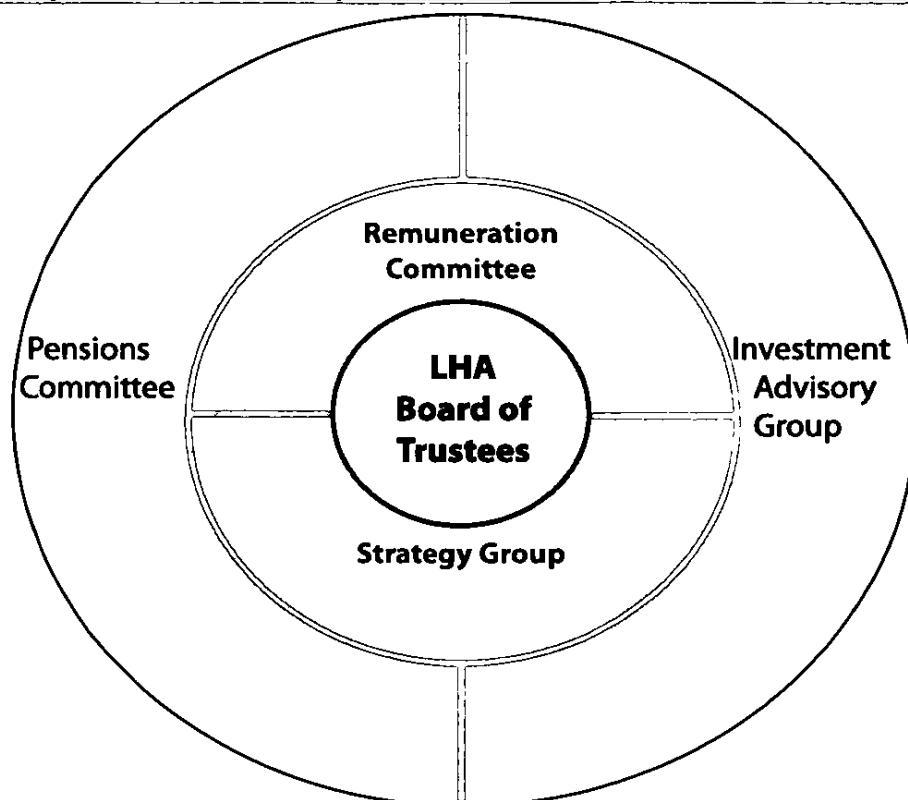 Remuneration
Committee
Pensions
Committee
LHA
Board of
Trustees
Investment
Advisory
Group
Strategy Group